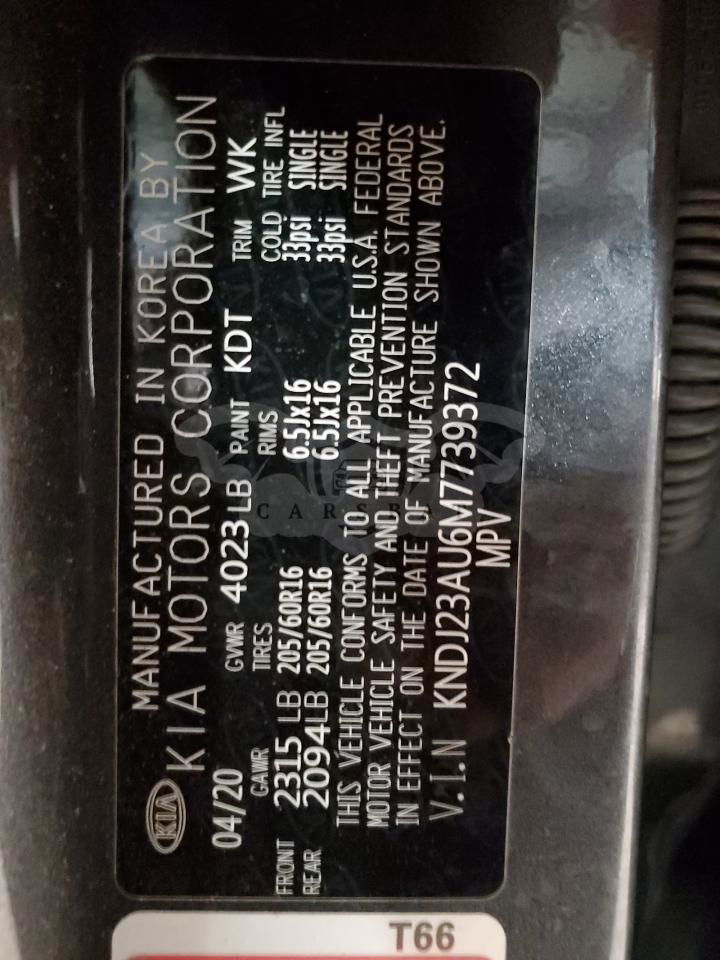 KIA
MANUFACTURED IN KOREA BY
KIA MOTORS CORPORATION
04/20 GVWR 4023 LB PAINT KDT TRIM WK
GAWR TIRES RIMS COLD TIRE INFL
FRONT 2315 LB 205/60R16 6.5Jx16 33psi SINGLE
REAR 2094LB 205/60R16 6.5Jx16 33psi SINGLE
THIS VEHICLE CONFORMS TO ALL APPLICABLE U.S.A. FEDERAL
MOTOR VEHICLE SAFETY AND THEFT PREVENTION STANDARDS
IN EFFECT ON THE DATE OF MANUFACTURE SHOWN ABOVE.
V.I.N KNDJ23AU6M7739372
MPV
T66